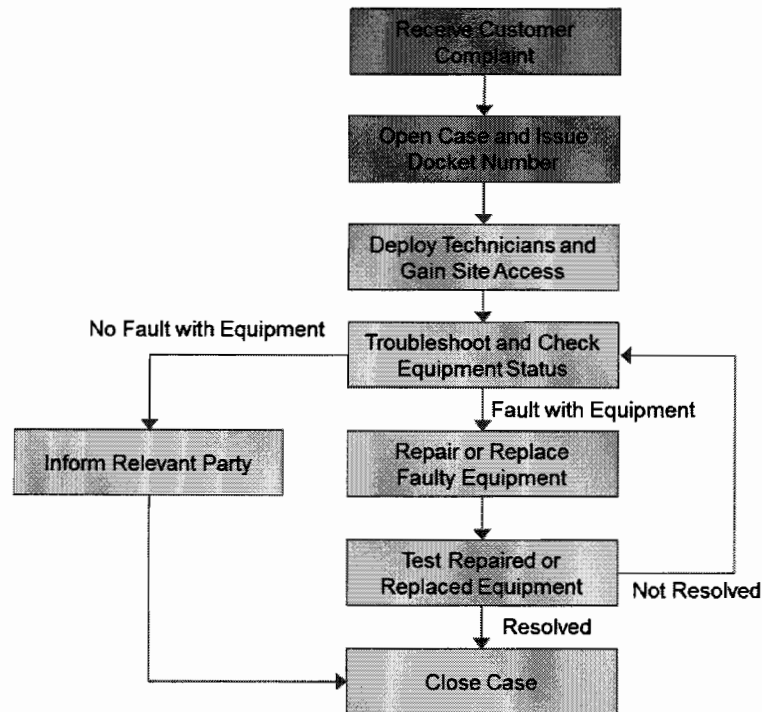 Receive Customer
Complaint
Open Case and Issue
Docket Number
Deploy Technicians and
Gain Site Access
No Fault with Equipment
Troubleshoot and Check
Equipment Status
Fault with Equipment
Inform Relevant Party
Repair or Replace
Faulty Equipment
Test Repaired or
Replaced Equipment
Not Resolved
Resolved
Close Case